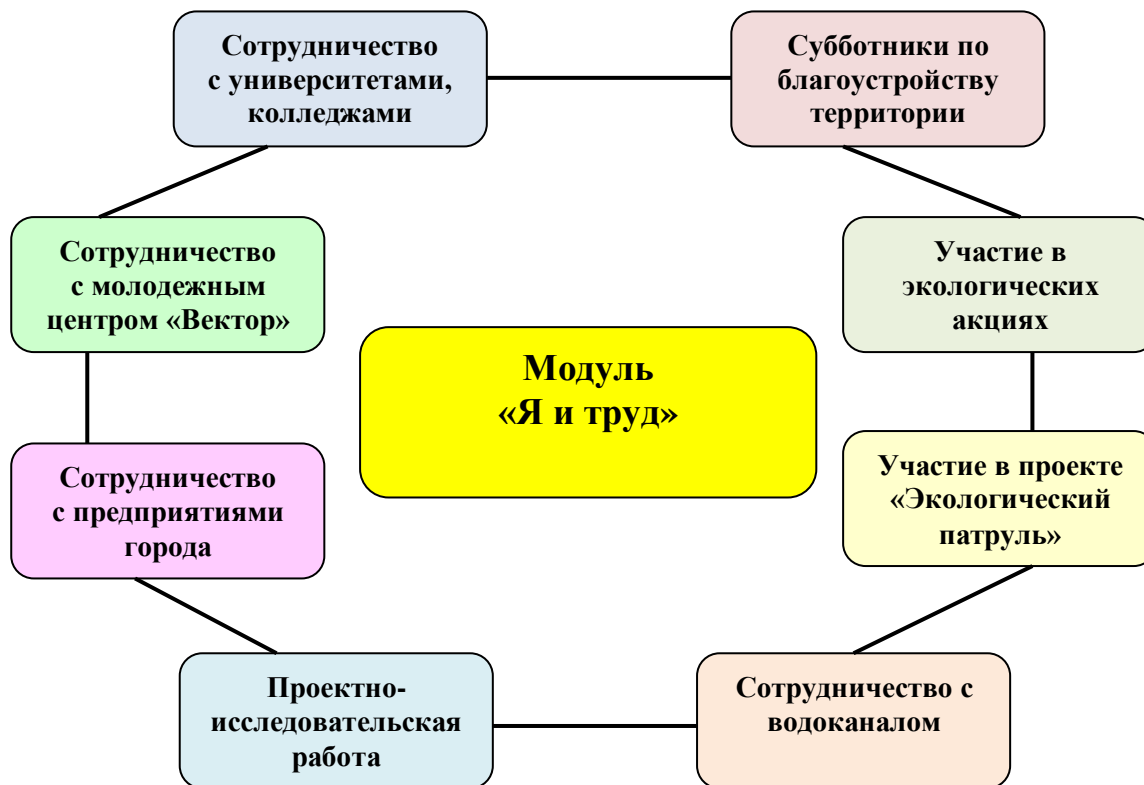 Сотрудничество
с университетами,
колледжами
Субботники по
благоустройству
территории
Сотрудничество
с молодежным
центром «Вектор»
Участие в
экологических
акциях
Модуль
«Я и труд»
Сотрудничество
с предприятиями
города
Участие в проекте
«Экологический
патруль»
Проектно-
исследовательская
работа
Сотрудничество с
водоканалом